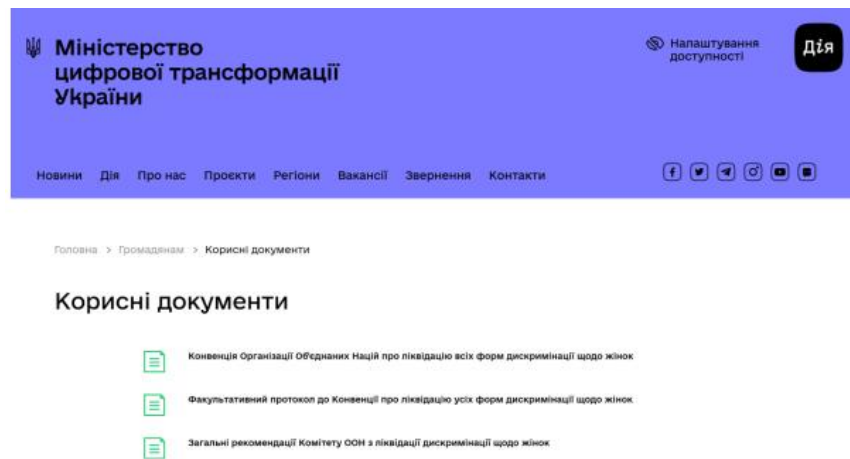 Міністерство
цифрової трансформації
України
Налаштування
доступності
Дія
Новини Дія Про нас Проєкти Регіони Вакансії Звернення Контакти
Головна > Громадянам > Корисні документи
Корисні документи
Конвенція Організації Об'єднаних Націй про ліквідацію всіх форм дискримінації щодо жінок
Факультативний протокол до Конвенції про ліквідацію усіх форм дискримінації щодо жінок
Загальні рекомендації Комітету ООН з ліквідації дискримінації щодо жінок